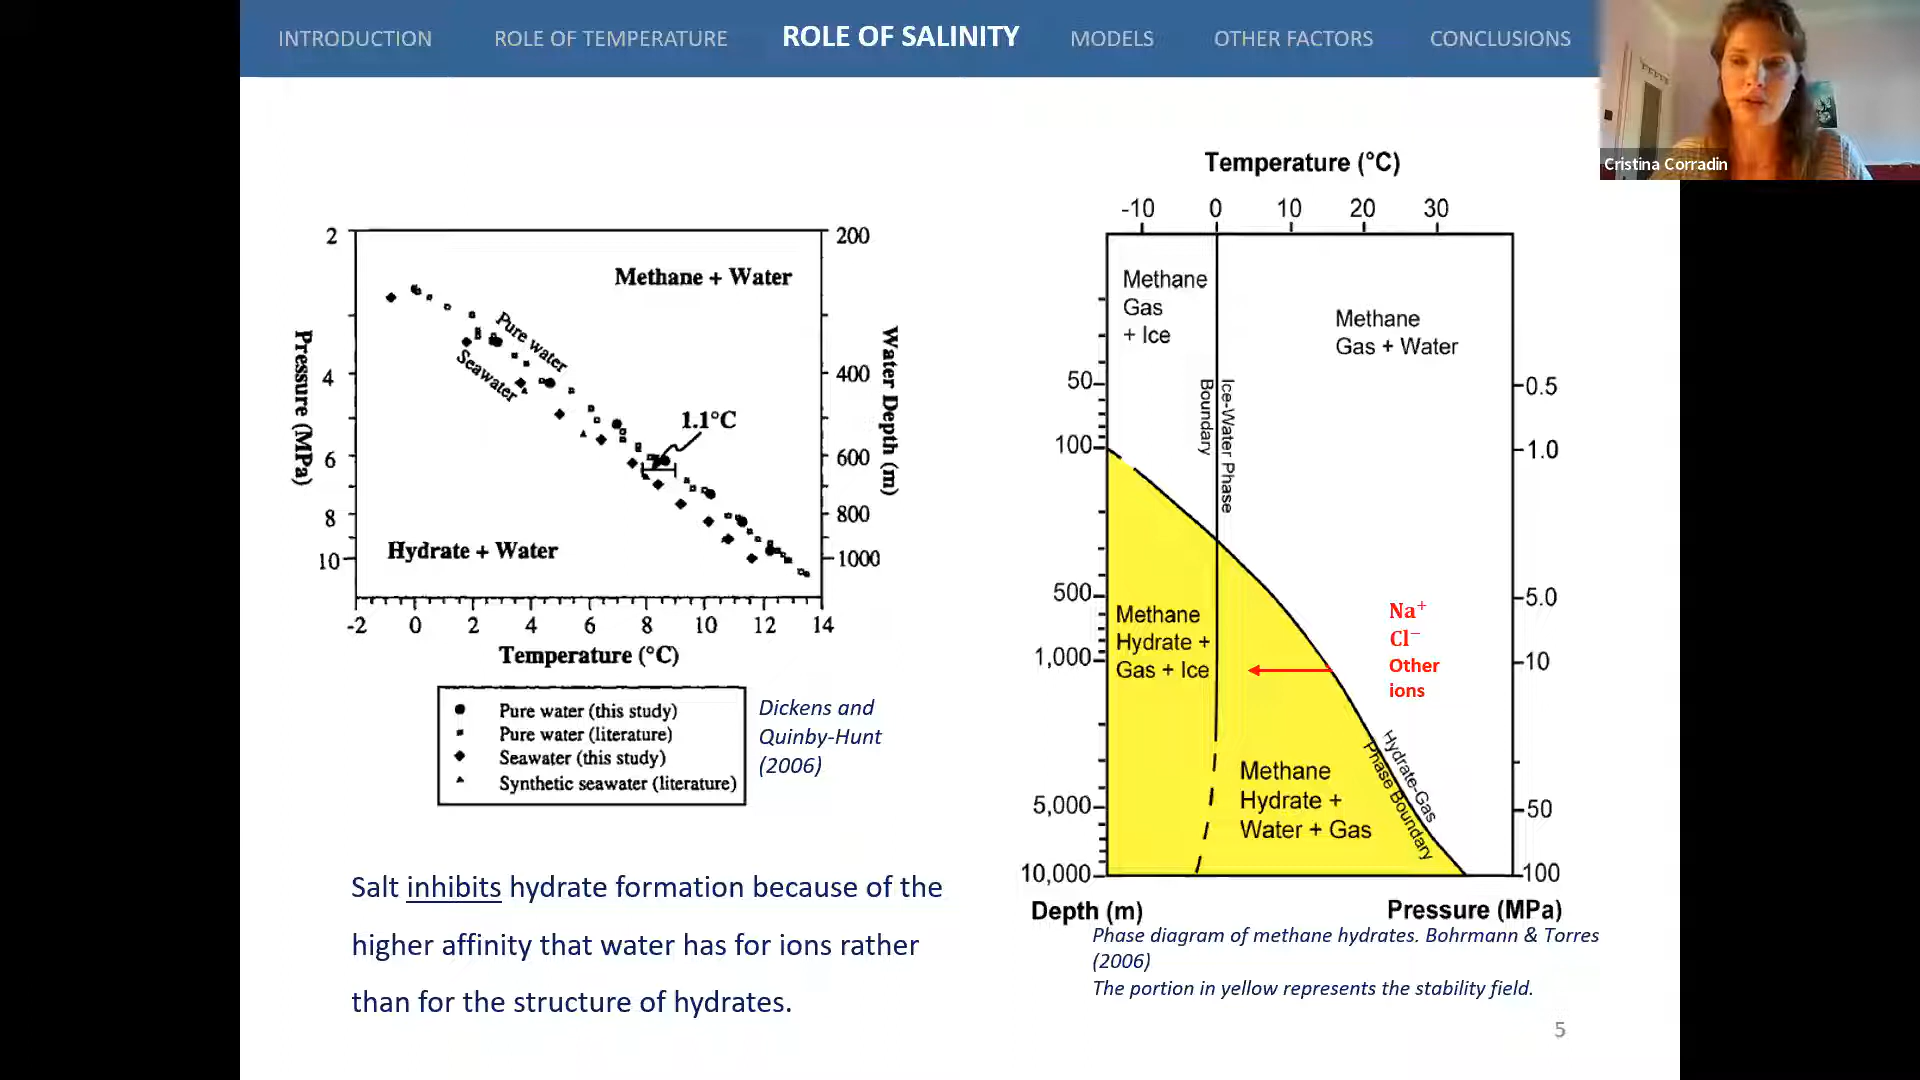 INTRODUCTION
ROLE OF TEMPERATURE
ROLE OF SALINITY
MODELS
OTHER FACTORS
CONCLUSIONS
Cristina Corradin
2
4
6
8
10
Pressure (MPa)
200
400
600
800
1000
Water Depth (m)
Methane + Water
Pure water
Seawater
1.1°C
Hydrate + Water
-2 0 2 4 6 8 10 12 14
Temperature (°C)
Pure water (this study)
Pure water (literature)
Seawater (this study)
Synthetic seawater (literature)
Dickens and
Quinby-Hunt
(2006)
Salt inhibits hydrate formation because of the
higher affinity that water has for ions rather
than for the structure of hydrates.
Temperature (°C)
-10 0 10 20 30
Methane
Gas
+ Ice
Methane
Gas + Water
Ice-Water Phase
Boundary
50
100
500
1,000
5,000
10,000
0.5
1.0
5.0
10
50
100
Methane
Hydrate +
Gas + Ice
Na⁺
Cl⁻
Other
ions
Methane
Hydrate +
Water + Gas
Hydrate-Gas
Phase Boundary
Depth (m)
Pressure (MPa)
Phase diagram of methane hydrates. Bohrmann & Torres
(2006)
The portion in yellow represents the stability field.
5